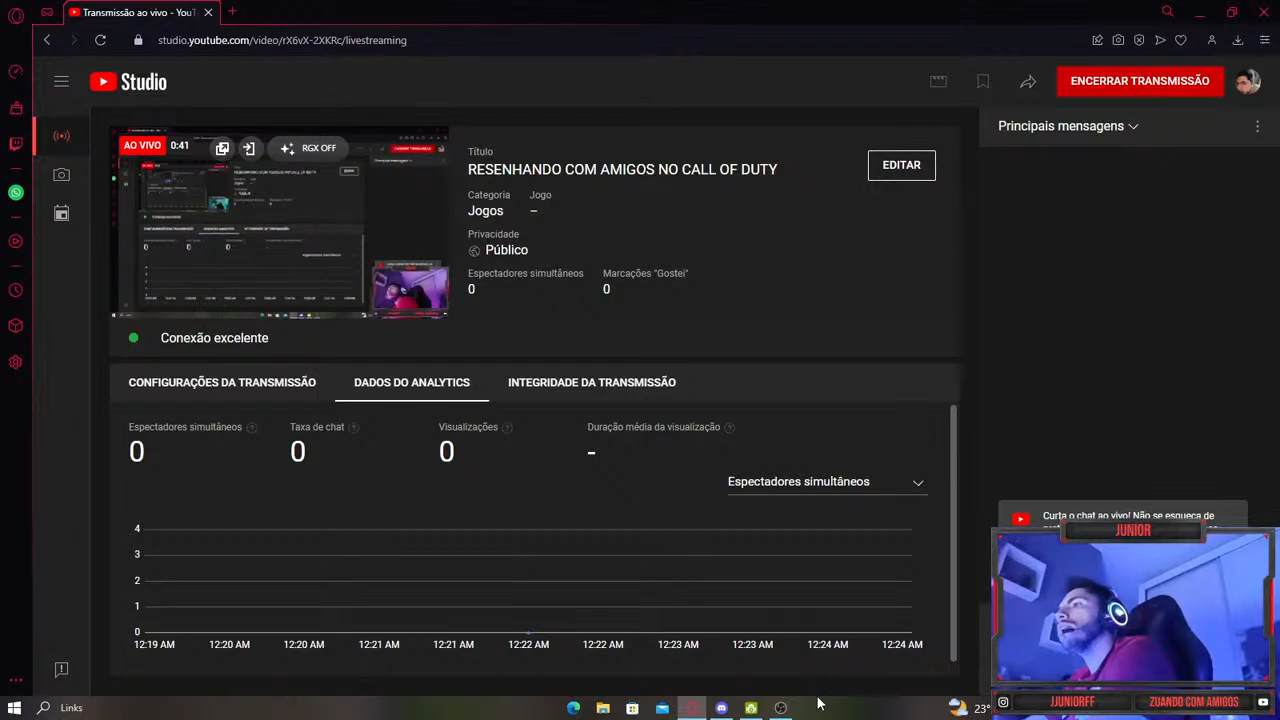 Transmissão ao vivo - YouT
studio.youtube.com/video/rX6vX-2XKRc/livestreaming
Studio
ENCERRAR TRANSMISSÃO
Principais mensagens
AO VIVO 0:41
RGX OFF
Título
RESENHANDO COM AMIGOS NO CALL OF DUTY
EDITAR
Categoria Jogo
Jogos –
Privacidade
Público
Espectadores simultâneos Marcações "Gostei"
0 0
Conexão excelente
CONFIGURAÇÕES DA TRANSMISSÃO DADOS DO ANALYTICS INTEGRIDADE DA TRANSMISSÃO
Espectadores simultâneos Taxa de chat Visualizações Duração média da visualização
0 0 0 -
Espectadores simultâneos
4
3
2
1
0
12:19 AM 12:20 AM 12:20 AM 12:21 AM 12:21 AM 12:22 AM 12:22 AM 12:23 AM 12:23 AM 12:24 AM 12:24 AM
Curta o chat ao vivo! Não se esqueça de
JUNIOR
JJUNIORFF ZUANDO COM AMIGOS
Links
23°